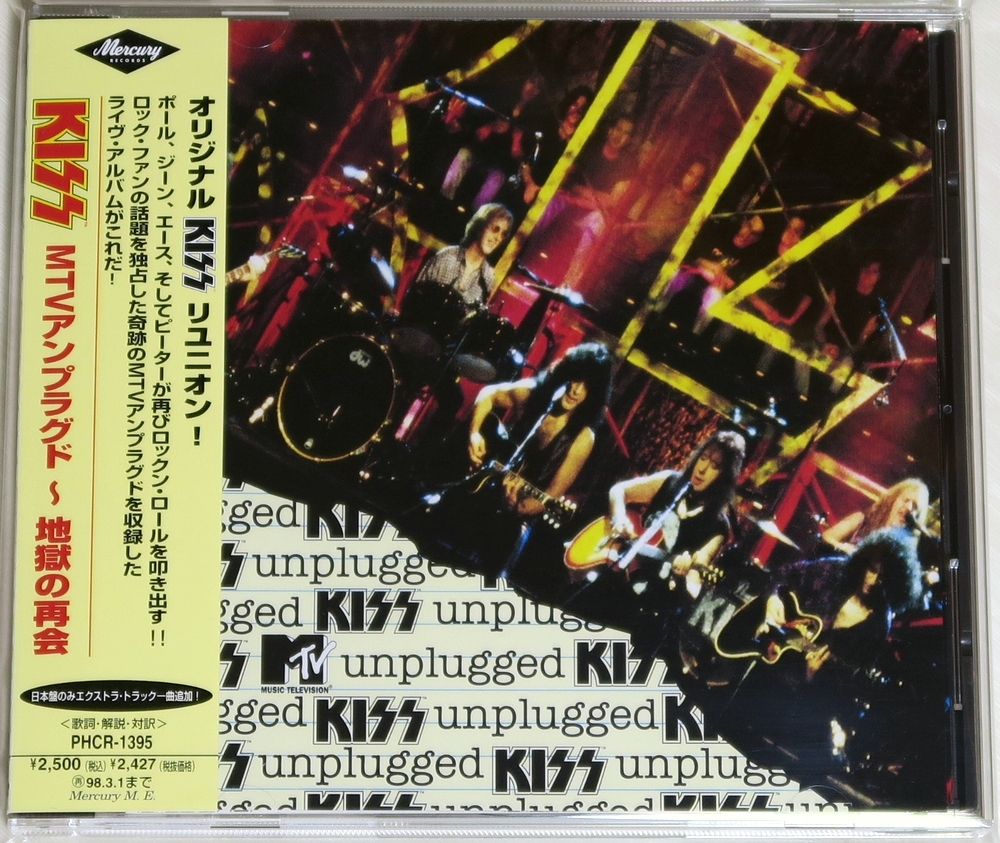 Mercury
RECORDS
オリジナル KISS リユニオン！
ポール、ジーン、エース、そしてピーターが再びロックン・ロールを叩き出す!!
ロック・ファンの話題を独占した奇跡のMTVアンプラグドを収録した
ライヴ・アルバムがこれだ！
KISS MTVアンプラグド 〜 地獄の再会
日本盤のみエクストラ・トラック一曲追加！
＜歌詞・解説・対訳＞
PHCR-1395
¥2,500(税込) ¥2,427(税抜価格)
再98.3.1まで
Mercury M. E.
dw
KISS
gged KISS
unplugged
gged KISS unplugged
MTV unplugged KISS
MUSIC TELEVISION
gged KISS unplugged K
unplugged KISS unplugged
gged KISS unplugged KISS un